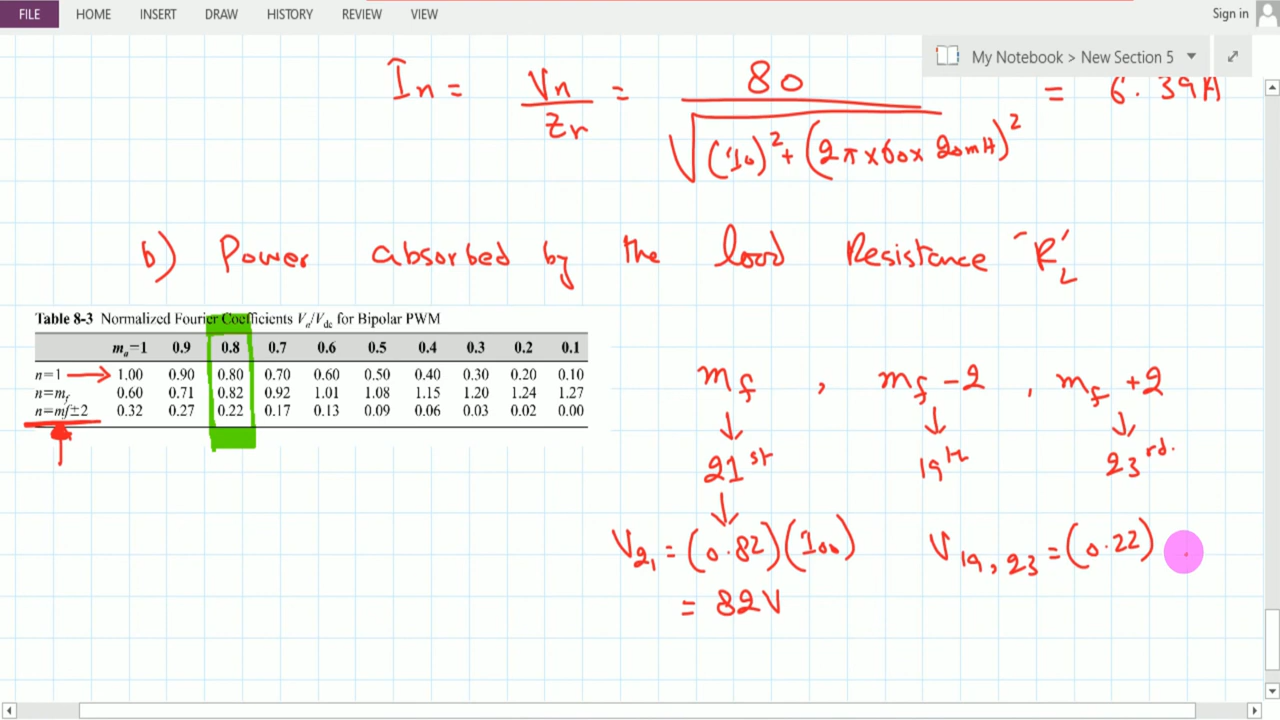 FILE HOME INSERT DRAW HISTORY REVIEW VIEW Sign in
My Notebook > New Section 5
În = Vn / Zn = 80 / √((10)² + (2π×60×20mH)²) = 6.39A
b) Power absorbed by the load Resistance "R_L"
Table 8-3 Normalized Fourier Coefficients Vn/Vdc for Bipolar PWM
ma=1 0.9 0.8 0.7 0.6 0.5 0.4 0.3 0.2 0.1
n=1 → 1.00 0.90 0.80 0.70 0.60 0.50 0.40 0.30 0.20 0.10
n=mf 0.60 0.71 0.82 0.92 1.01 1.08 1.15 1.20 1.24 1.27
n=mf±2 0.32 0.27 0.22 0.17 0.13 0.09 0.06 0.03 0.02 0.00
mf , mf -2 , mf +2
↓ ↓ ↓
21st 19th 23rd.
↓
V21 = (0.82)(100) V19, 23 = (0.22)
= 82V